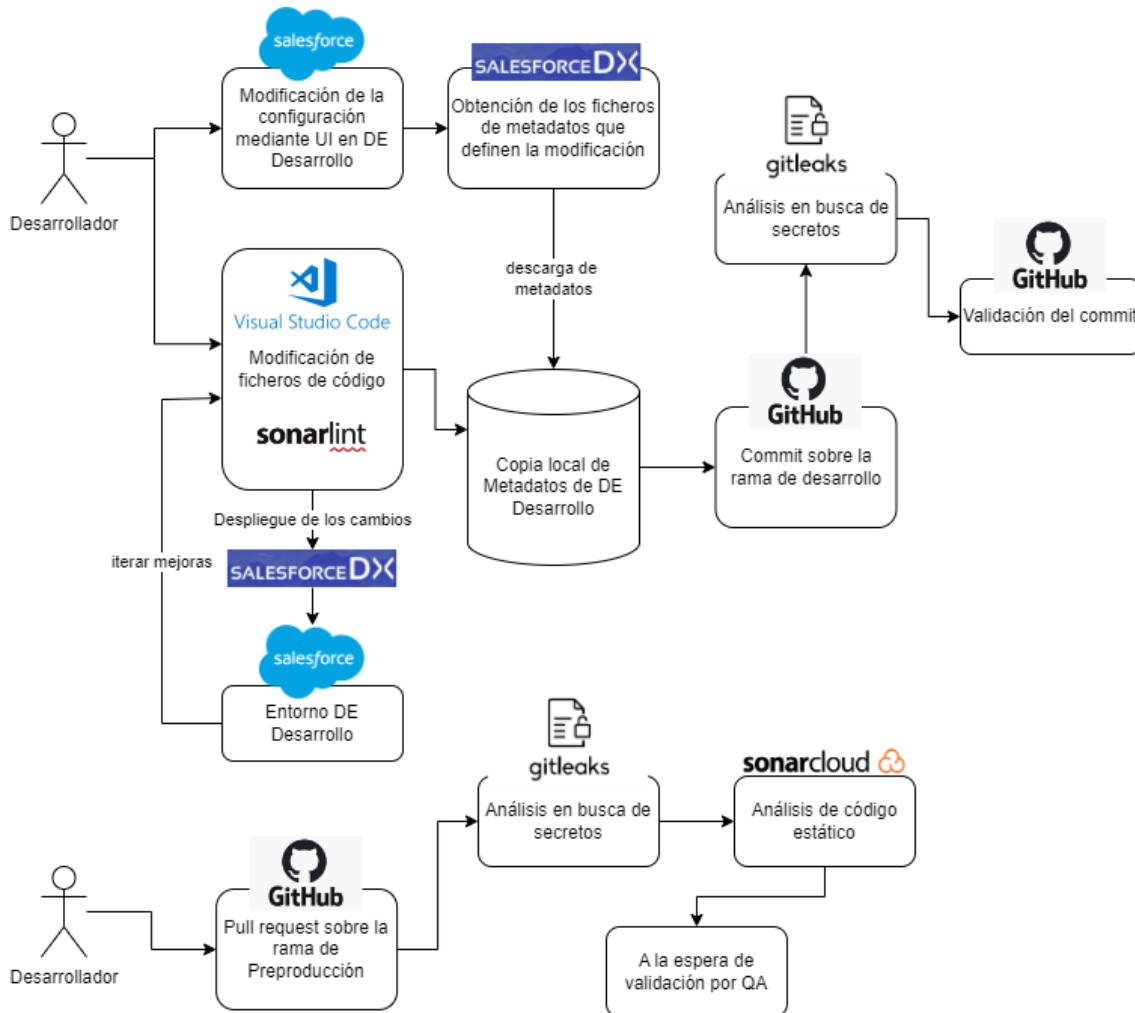 salesforce
Modificación de la
configuración
mediante UI en DE
Desarrollo
SALESFORCEDX
Obtención de los ficheros
de metadatos que
definen la modificación
Desarrollador
gitleaks
Análisis en busca de
secretos
GitHub
Validación del commit
descarga de
metadatos
Visual Studio Code
Modificación de
ficheros de código
sonarlint
Copia local de
Metadatos de DE
Desarrollo
GitHub
Commit sobre la
rama de desarrollo
Despliegue de los cambios
iterar mejoras
SALESFORCEDX
salesforce
Entorno DE
Desarrollo
Desarrollador
GitHub
Pull request sobre la
rama de
Preproducción
gitleaks
Análisis en busca de
secretos
sonarcloud
Análisis de código
estático
A la espera de
validación por QA